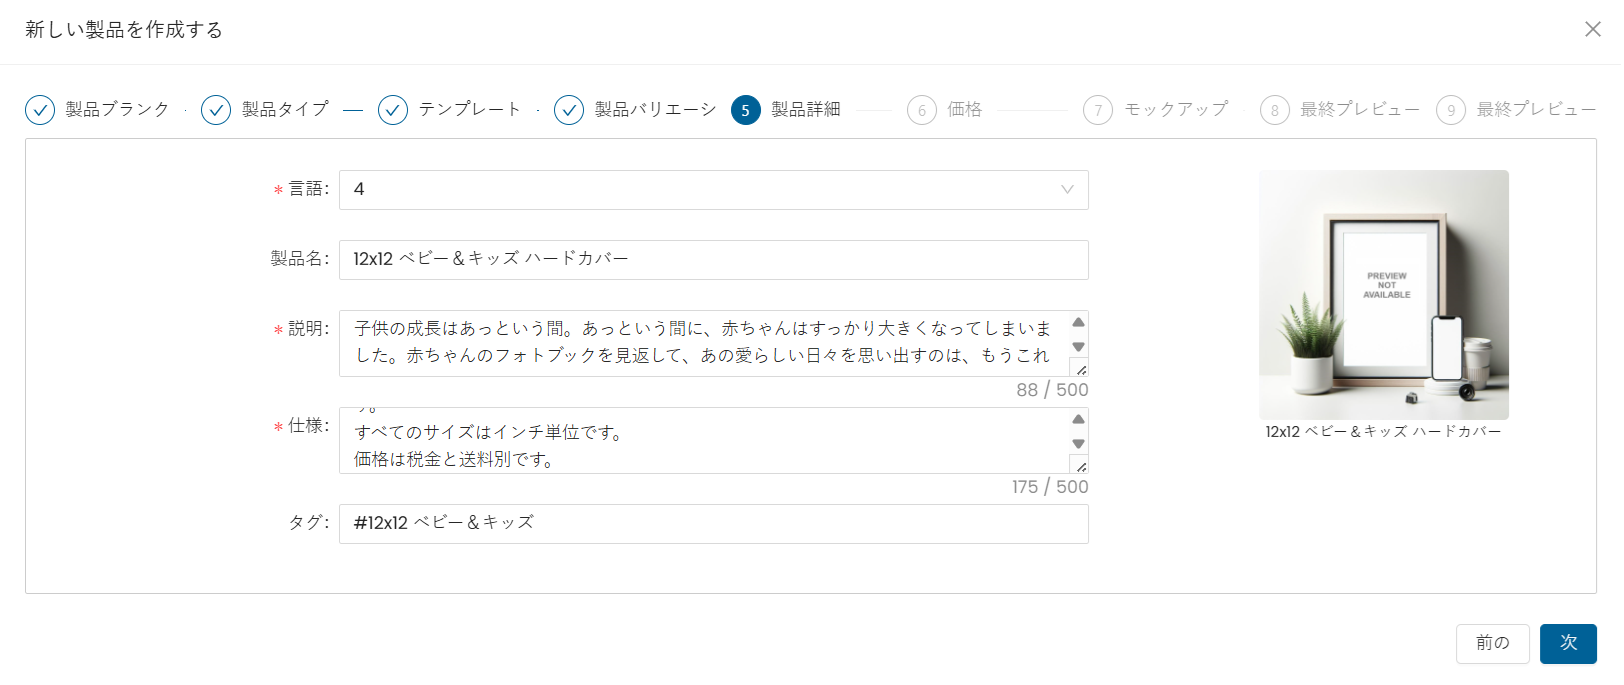 新しい製品を作成する
製品ブランク
製品タイプ
テンプレート
製品バリエーシ
5 製品詳細
6 価格
7 モックアップ
8 最終プレビュー
9 最終プレビュー
* 言語: 4
製品名: 12x12 ベビー＆キッズ ハードカバー
* 説明: 子供の成長はあっという間。あっという間に、赤ちゃんはすっかり大きくなってしまいま
した。赤ちゃんのフォトブックを見返して、あの愛らしい日々を思い出すのは、もうこれ
88 / 500
* 仕様:
すべてのサイズはインチ単位です。
価格は税金と送料別です。
175 / 500
タグ: #12x12 ベビー＆キッズ
PREVIEW
NOT
AVAILABLE
12x12 ベビー＆キッズ ハードカバー
前の
次